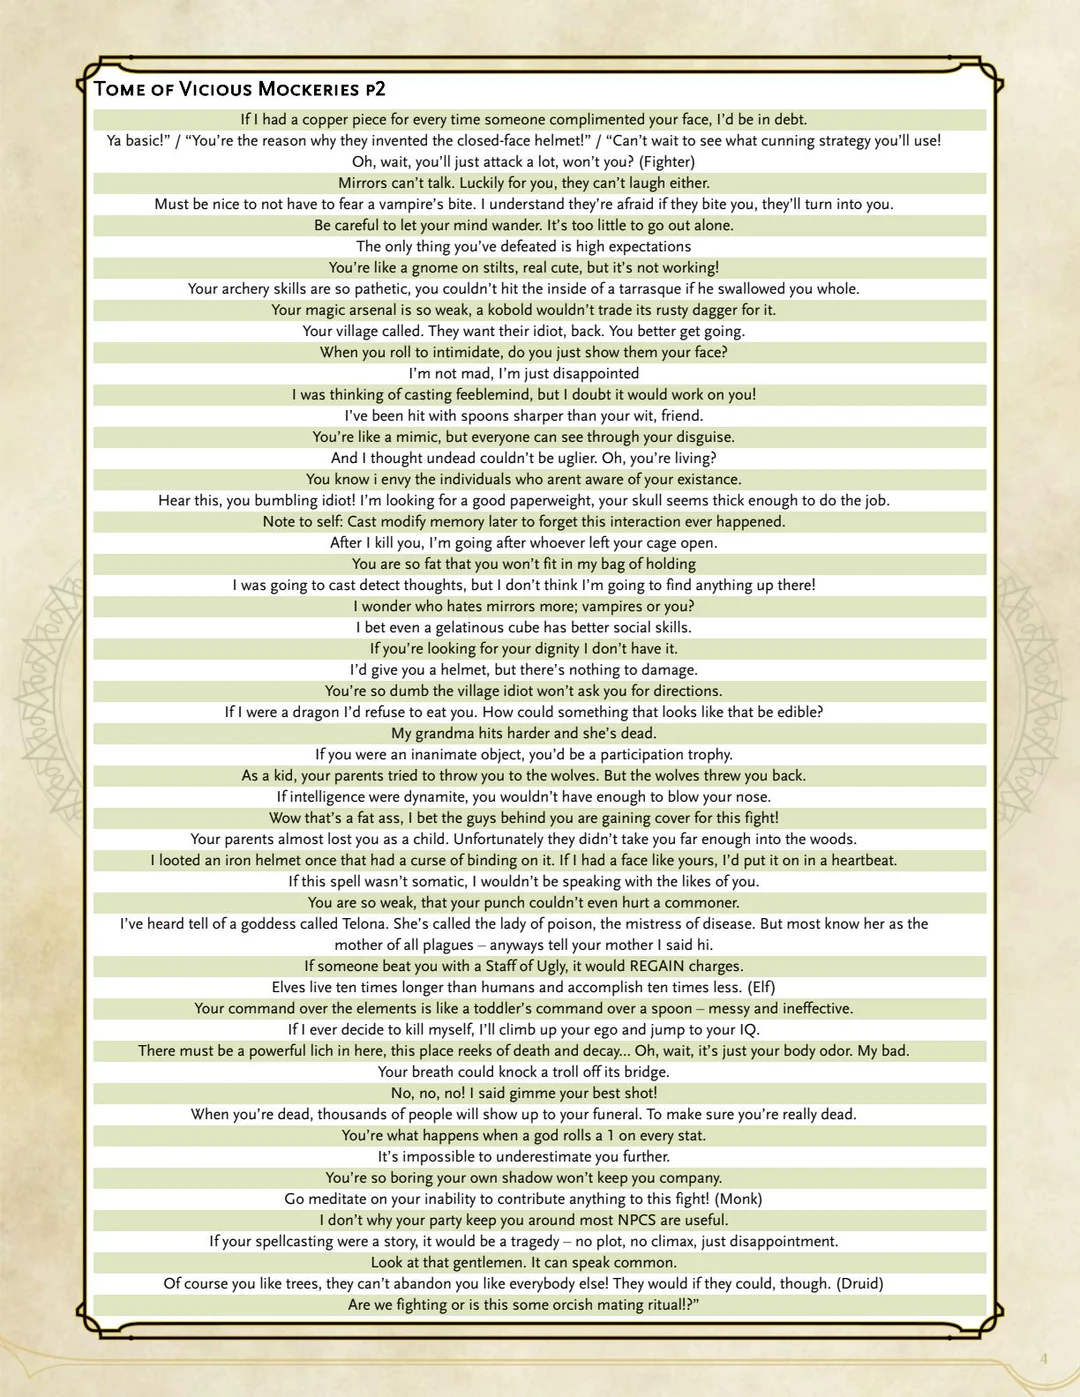 Tome of Vicious Mockeries p2
If I had a copper piece for every time someone complimented your face, I’d be in debt.
Ya basic!” / “You’re the reason why they invented the closed-face helmet!” / “Can’t wait to see what cunning strategy you’ll use!
Oh, wait, you’ll just attack a lot, won’t you? (Fighter)
Mirrors can’t talk. Luckily for you, they can’t laugh either.
Must be nice to not have to fear a vampire’s bite. I understand they’re afraid if they bite you, they’ll turn into you.
Be careful to let your mind wander. It’s too little to go out alone.
The only thing you’ve defeated is high expectations
You’re like a gnome on stilts, real cute, but it’s not working!
Your archery skills are so pathetic, you couldn’t hit the inside of a tarrasque if he swallowed you whole.
Your magic arsenal is so weak, a kobold wouldn’t trade its rusty dagger for it.
Your village called. They want their idiot, back. You better get going.
When you roll to intimidate, do you just show them your face?
I’m not mad, I’m just disappointed
I was thinking of casting feeblemind, but I doubt it would work on you!
I’ve been hit with spoons sharper than your wit, friend.
You’re like a mimic, but everyone can see through your disguise.
And I thought undead couldn’t be uglier. Oh, you’re living?
You know i envy the individuals who arent aware of your existance.
Hear this, you bumbling idiot! I’m looking for a good paperweight, your skull seems thick enough to do the job.
Note to self: Cast modify memory later to forget this interaction ever happened.
After I kill you, I’m going after whoever left your cage open.
You are so fat that you won’t fit in my bag of holding
I was going to cast detect thoughts, but I don’t think I’m going to find anything up there!
I wonder who hates mirrors more; vampires or you?
I bet even a gelatinous cube has better social skills.
If you’re looking for your dignity I don’t have it.
I’d give you a helmet, but there’s nothing to damage.
You’re so dumb the village idiot won’t ask you for directions.
If I were a dragon I’d refuse to eat you. How could something that looks like that be edible?
My grandma hits harder and she’s dead.
If you were an inanimate object, you’d be a participation trophy.
As a kid, your parents tried to throw you to the wolves. But the wolves threw you back.
If intelligence were dynamite, you wouldn’t have enough to blow your nose.
Wow that’s a fat ass, I bet the guys behind you are gaining cover for this fight!
Your parents almost lost you as a child. Unfortunately they didn’t take you far enough into the woods.
I looted an iron helmet once that had a curse of binding on it. If I had a face like yours, I’d put it on in a heartbeat.
If this spell wasn’t somatic, I wouldn’t be speaking with the likes of you.
You are so weak, that your punch couldn’t even hurt a commoner.
I’ve heard tell of a goddess called Telona. She’s called the lady of poison, the mistress of disease. But most know her as the
mother of all plagues – anyways tell your mother I said hi.
If someone beat you with a Staff of Ugly, it would REGAIN charges.
Elves live ten times longer than humans and accomplish ten times less. (Elf)
Your command over the elements is like a toddler’s command over a spoon – messy and ineffective.
If I ever decide to kill myself, I’ll climb up your ego and jump to your IQ.
There must be a powerful lich in here, this place reeks of death and decay... Oh, wait, it’s just your body odor. My bad.
Your breath could knock a troll off its bridge.
No, no, no! I said gimme your best shot!
When you’re dead, thousands of people will show up to your funeral. To make sure you’re really dead.
You’re what happens when a god rolls a 1 on every stat.
It’s impossible to underestimate you further.
You’re so boring your own shadow won’t keep you company.
Go meditate on your inability to contribute anything to this fight! (Monk)
I don’t why your party keep you around most NPCS are useful.
If your spellcasting were a story, it would be a tragedy – no plot, no climax, just disappointment.
Look at that gentlemen. It can speak common.
Of course you like trees, they can’t abandon you like everybody else! They would if they could, though. (Druid)
Are we fighting or is this some orcish mating ritual!?”
4